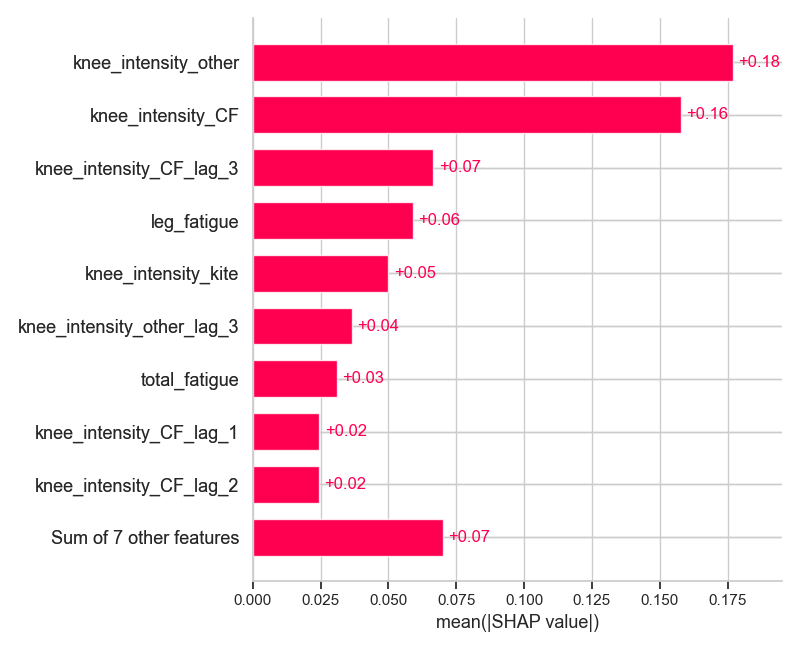 knee_intensity_other +0.18
knee_intensity_CF +0.16
knee_intensity_CF_lag_3 +0.07
leg_fatigue +0.06
knee_intensity_kite +0.05
knee_intensity_other_lag_3 +0.04
total_fatigue +0.03
knee_intensity_CF_lag_1 +0.02
knee_intensity_CF_lag_2 +0.02
Sum of 7 other features +0.07
0.000 0.025 0.050 0.075 0.100 0.125 0.150 0.175
mean(|SHAP value|)